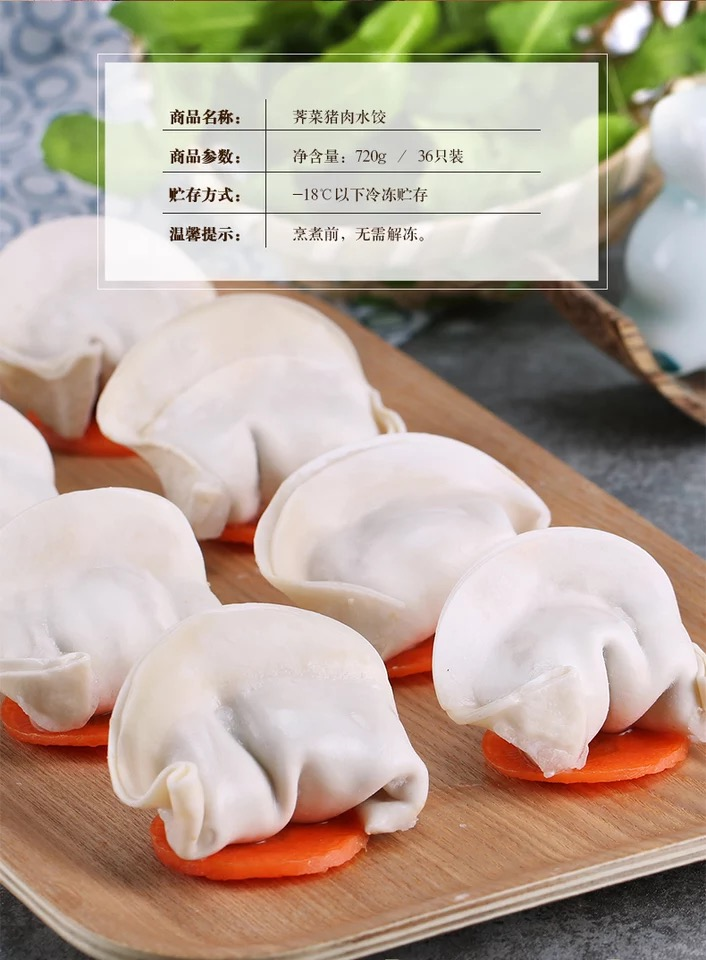 商品名称： 荠菜猪肉水饺
商品参数： 净含量：720g / 36只装
贮存方式： -18℃以下冷冻贮存
温馨提示： 烹煮前，无需解冻。